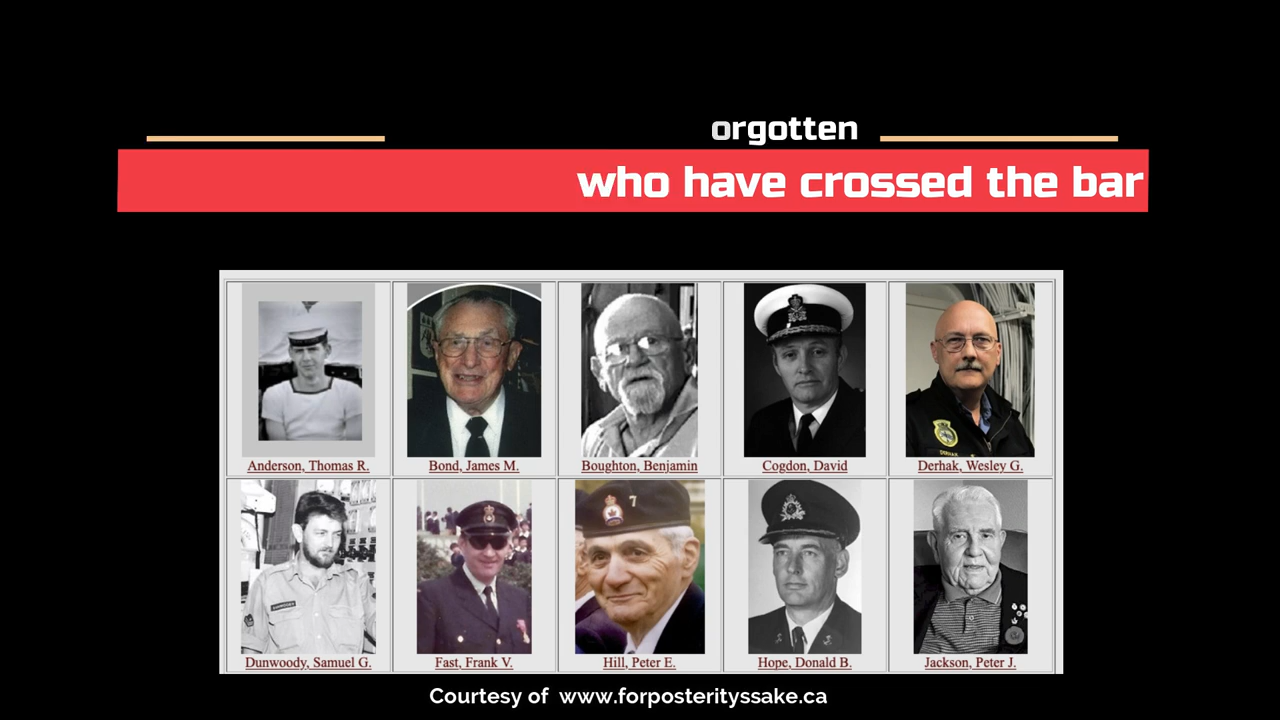 orgotten
who have crossed the bar
Anderson, Thomas R. Bond, James M. Boughton, Benjamin Cogdon, David Derhak, Wesley G.
7
Dunwoody, Samuel G. Fast, Frank V. Hill, Peter E. Hope, Donald B. Jackson, Peter J.
Courtesy of www.forposterityssake.ca